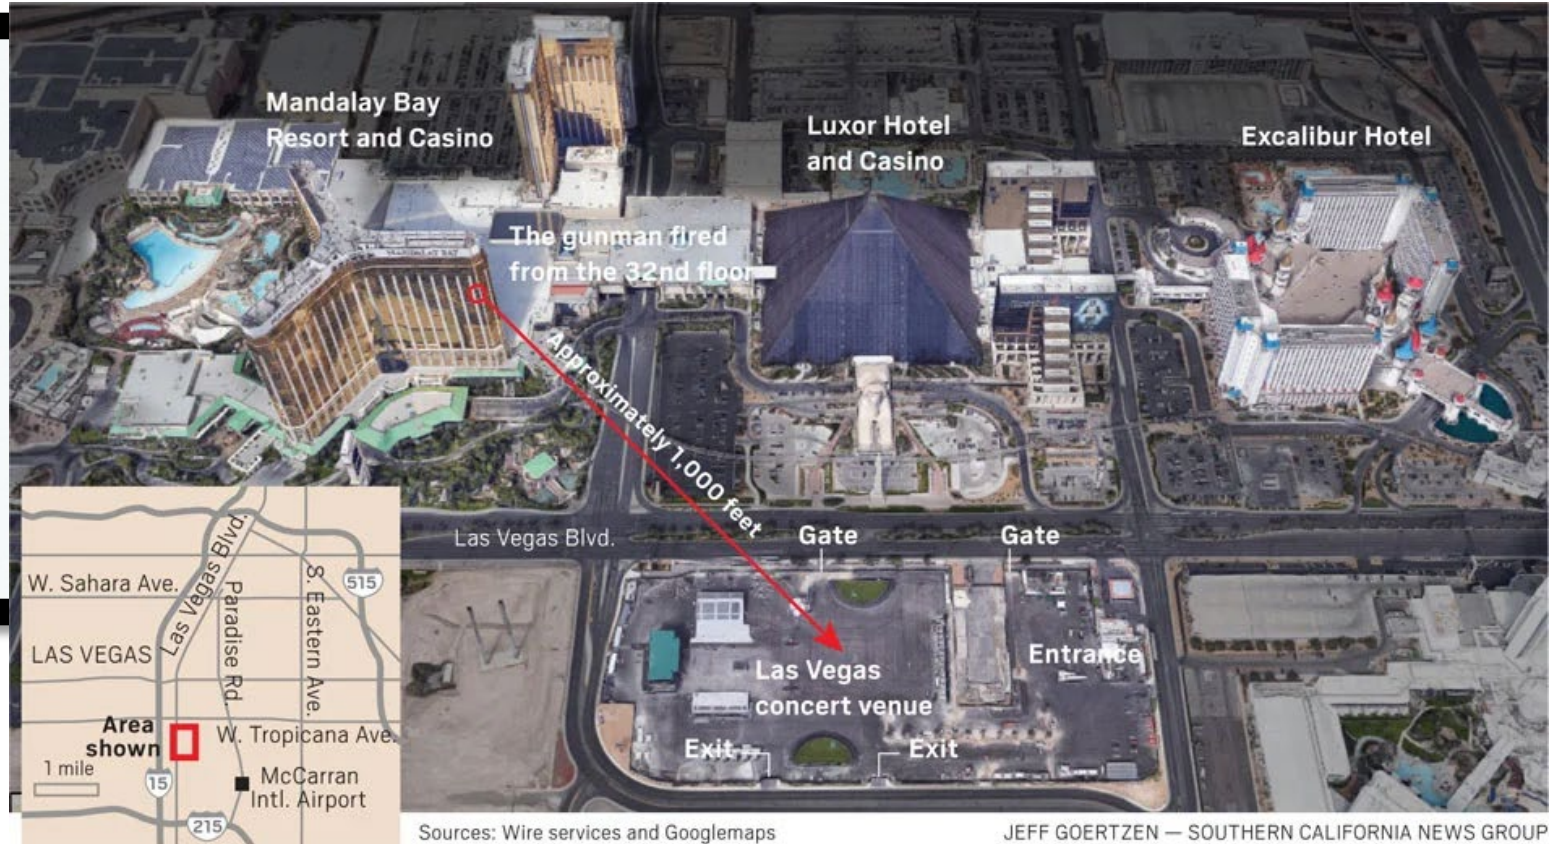 Mandalay Bay
Resort and Casino
Luxor Hotel
and Casino
Excalibur Hotel
The gunman fired
from the 32nd floor
MANDALAY BAY
Approximately 1,000 feet
Las Vegas Blvd.
Gate
Gate
Las Vegas
concert venue
Entrance
Exit
Exit
W. Sahara Ave.
Las Vegas Blvd.
Paradise Rd.
S. Eastern Ave.
515
LAS VEGAS
Area
shown
W. Tropicana Ave.
1 mile
15
McCarran
Intl. Airport
215
Sources: Wire services and Googlemaps
JEFF GOERTZEN — SOUTHERN CALIFORNIA NEWS GROUP